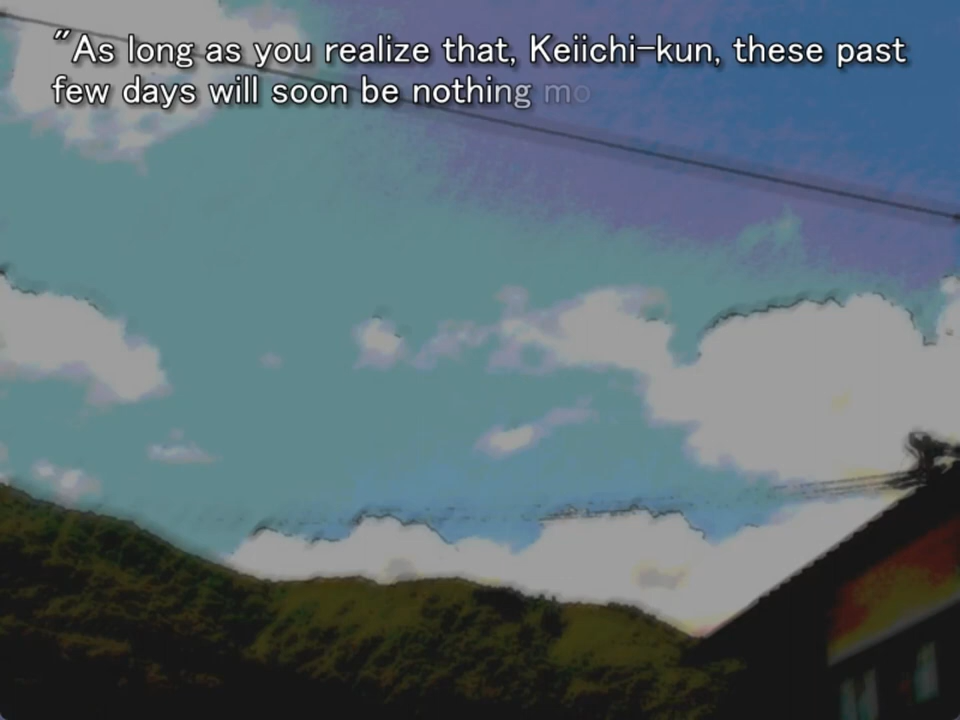 "As long as you realize that, Keiichi-kun, these past
few days will soon be nothing mo